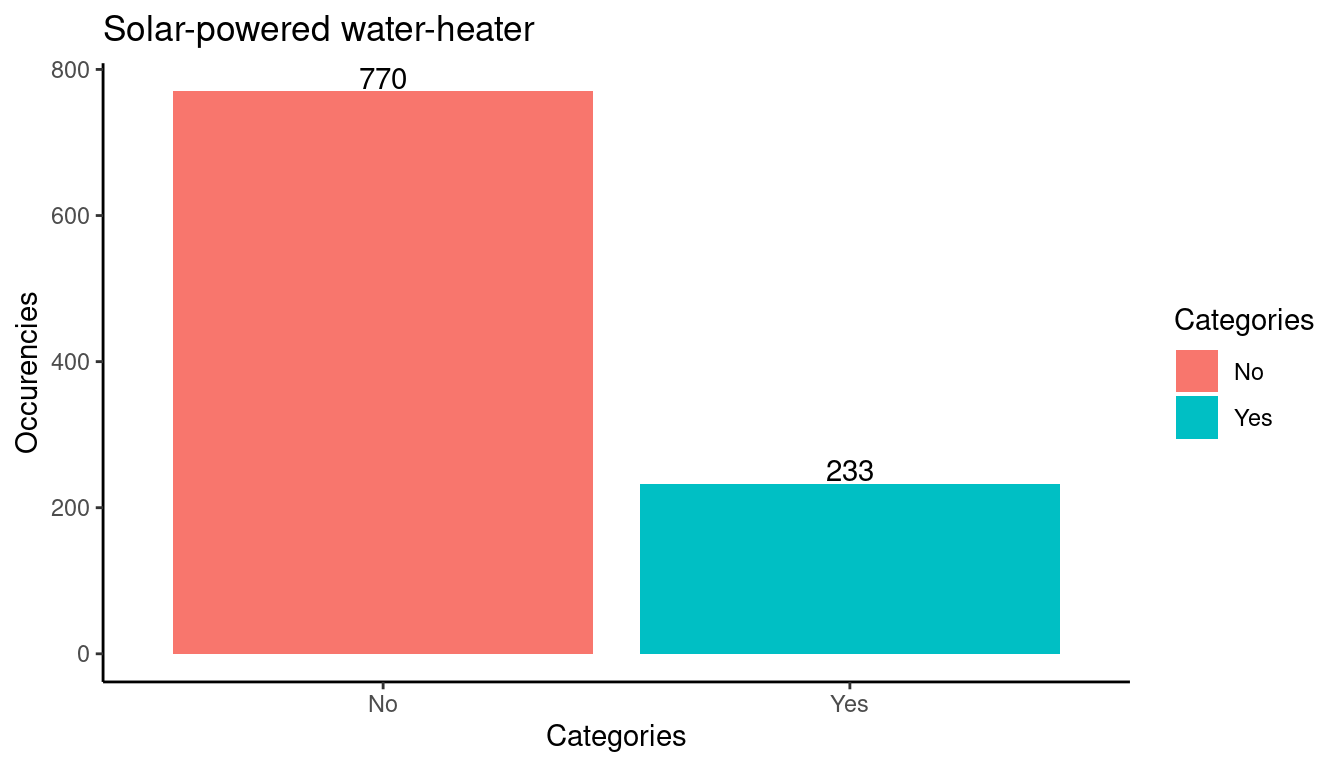 Solar-powered water-heater
800
600
400
200
0
Occurencies
770
233
No
Yes
Categories
Categories
No
Yes